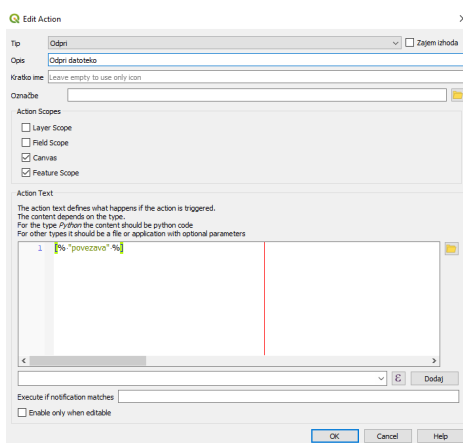 Edit Action
Tip Odpri Zajem izhoda
Opis Odpri datoteko
Kratko ime Leave empty to use only icon
Označbe
Action Scopes
Layer Scope
Field Scope
Canvas
Feature Scope
Action Text
The action text defines what happens if the action is triggered.
The content depends on the type.
For the type Python the content should be python code
For other types it should be a file or application with optional parameters
1 [%·"povezava"·%]
ε Dodaj
Execute if notification matches
Enable only when editable
OK Cancel Help